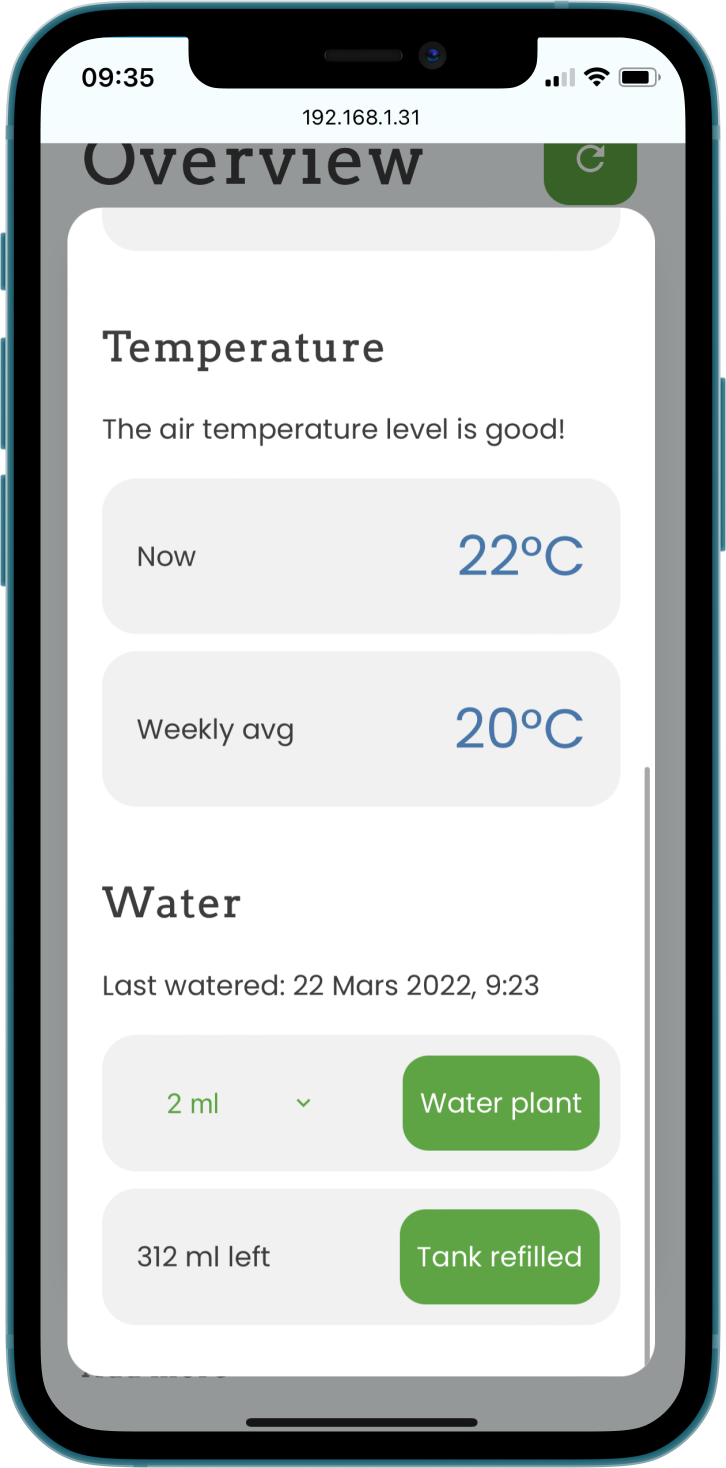 09:35
192.168.1.31
Overview
Temperature
The air temperature level is good!
Now
22°C
Weekly avg
20°C
Water
Last watered: 22 Mars 2022, 9:23
2 ml
Water plant
312 ml left
Tank refilled